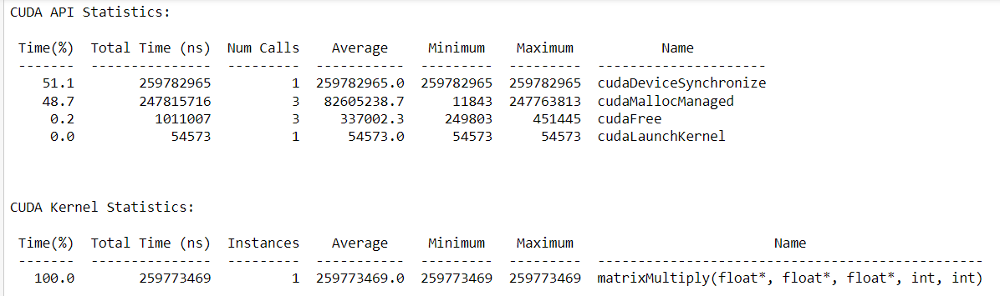 CUDA API Statistics:
Time(%) Total Time (ns) Num Calls Average Minimum Maximum Name
------- --------------- --------- ----------- --------- --------- ---------------------
51.1 259782965 1 259782965.0 259782965 259782965 cudaDeviceSynchronize
48.7 247815716 3 82605238.7 11843 247763813 cudaMallocManaged
0.2 1011007 3 337002.3 249803 451445 cudaFree
0.0 54573 1 54573.0 54573 54573 cudaLaunchKernel
CUDA Kernel Statistics:
Time(%) Total Time (ns) Instances Average Minimum Maximum Name
------- --------------- --------- ----------- --------- --------- ----------------------------------------------
100.0 259773469 1 259773469.0 259773469 259773469 matrixMultiply(float*, float*, float*, int, int)